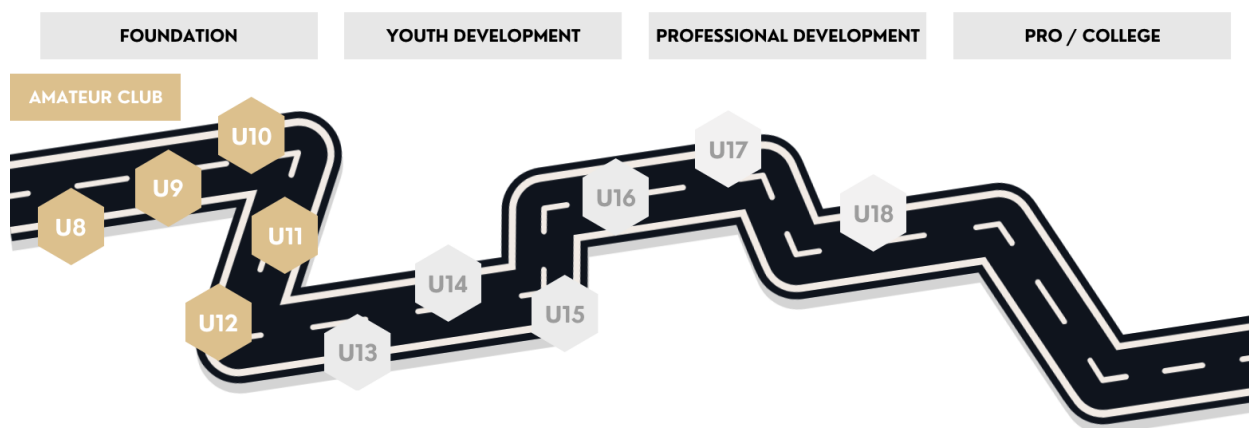 FOUNDATION
YOUTH DEVELOPMENT
PROFESSIONAL DEVELOPMENT
PRO / COLLEGE
AMATEUR CLUB
U8
U9
U10
U11
U12
U13
U14
U15
U16
U17
U18